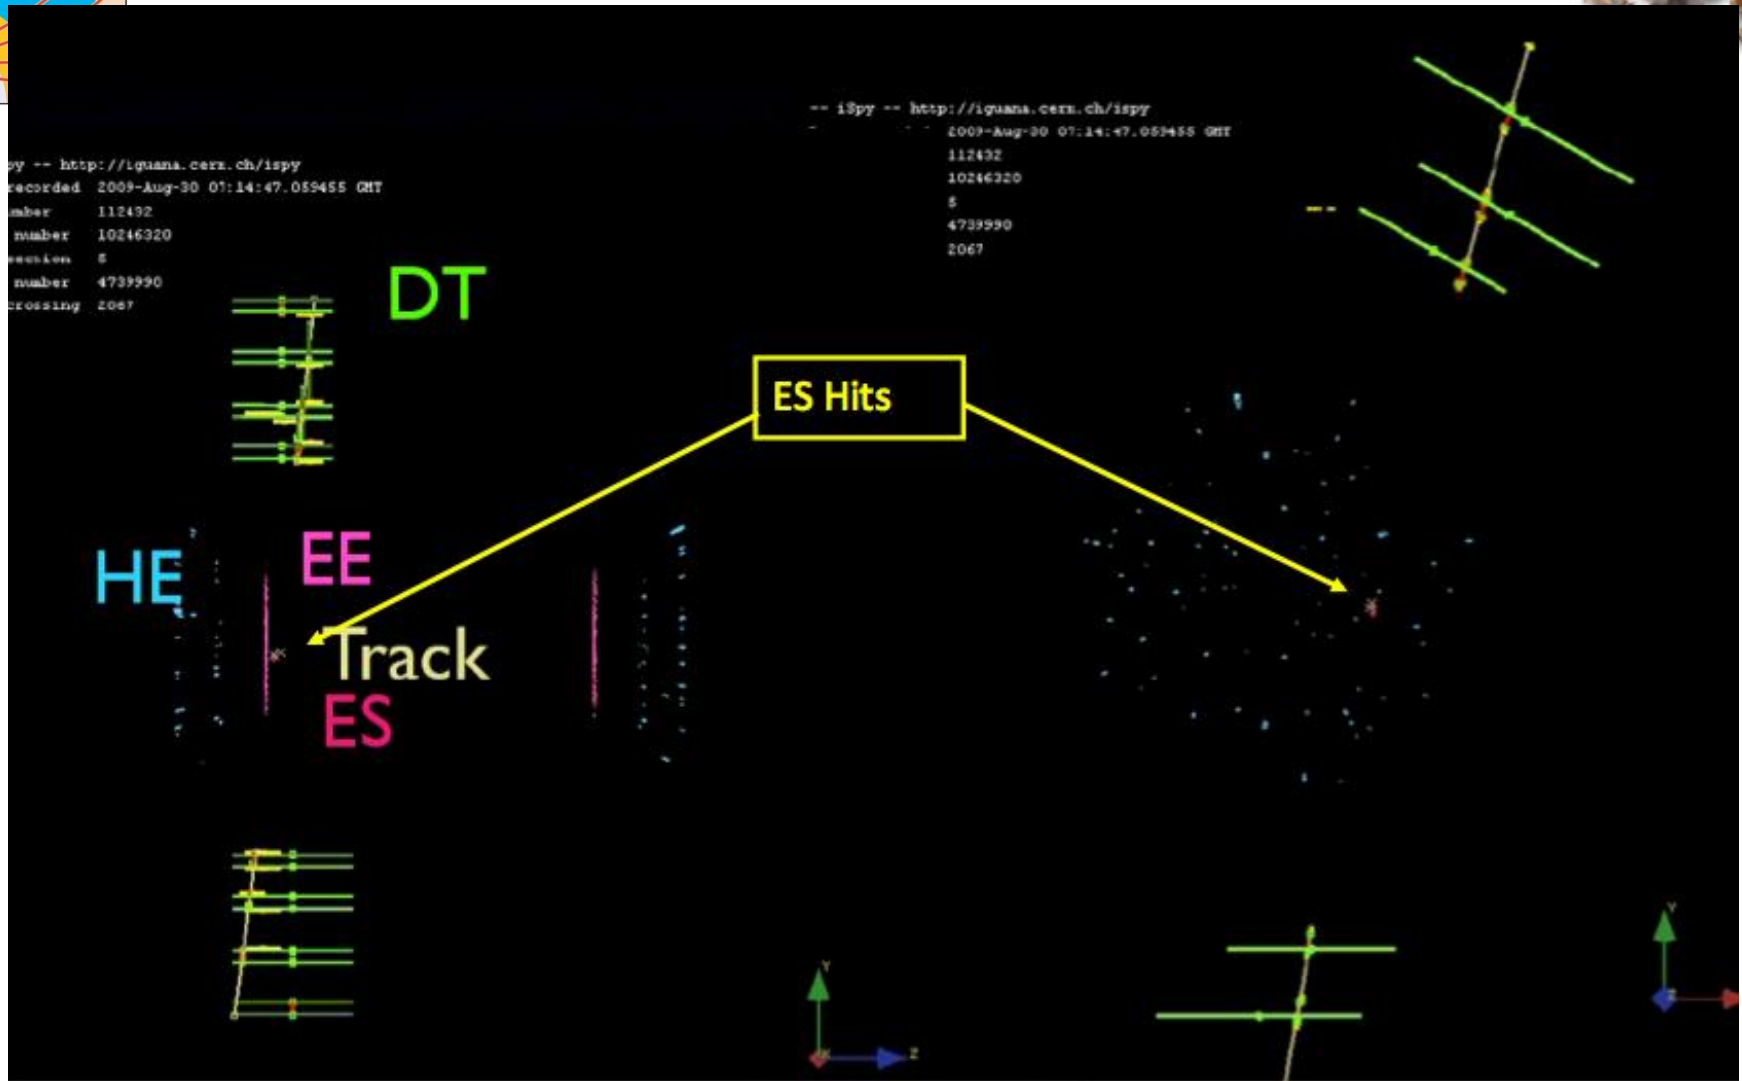 -- iSpy -- http://iguana.cern.ch/ispy
2009-Aug-30 07:14:47.059455 GMT
112432
10246320
5
4739990
2067
py -- http://iguana.cern.ch/ispy
recorded 2009-Aug-30 07:14:47.059455 GMT
mber 112432
number 10246320
section 5
number 4739990
crossing 2067
DT
ES Hits
HE
EE
Track
ES
Y
Z
Y